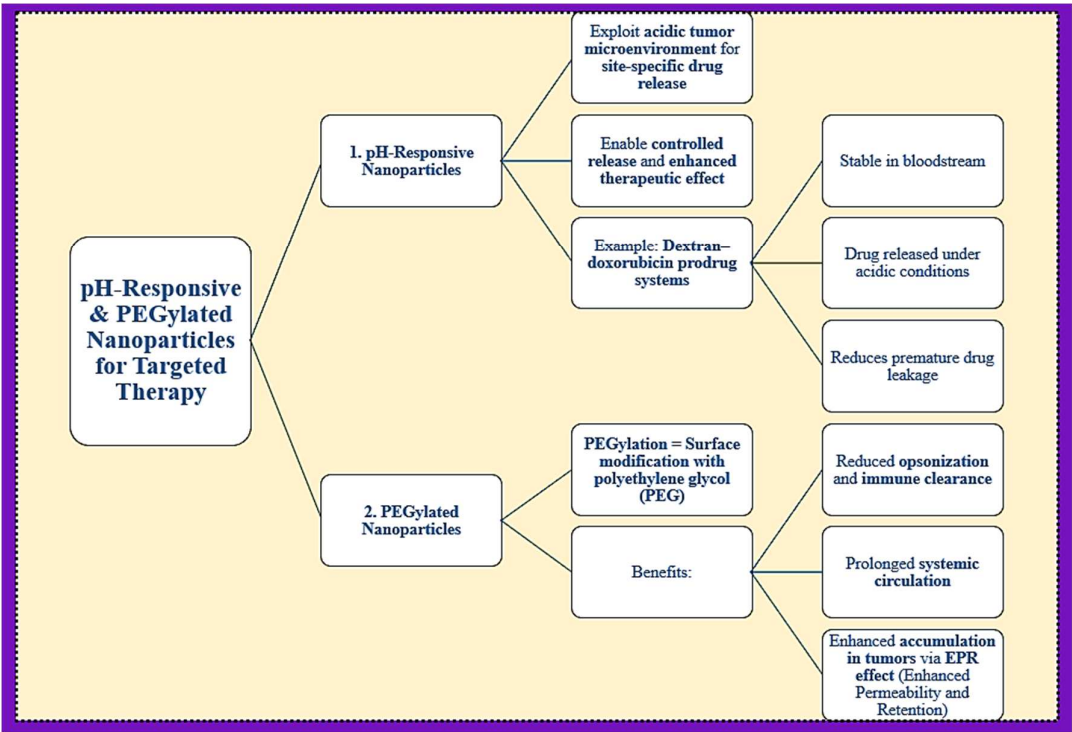 pH-Responsive
& PEGylated
Nanoparticles
for Targeted
Therapy
1. pH-Responsive
Nanoparticles
Exploit acidic tumor
microenvironment for
site-specific drug
release
Enable controlled
release and enhanced
therapeutic effect
Example: Dextran–
doxorubicin prodrug
systems
Stable in bloodstream
Drug released under
acidic conditions
Reduces premature drug
leakage
2. PEGylated
Nanoparticles
PEGylation = Surface
modification with
polyethylene glycol
(PEG)
Benefits:
Reduced opsonization
and immune clearance
Prolonged systemic
circulation
Enhanced accumulation
in tumors via EPR
effect (Enhanced
Permeability and
Retention)